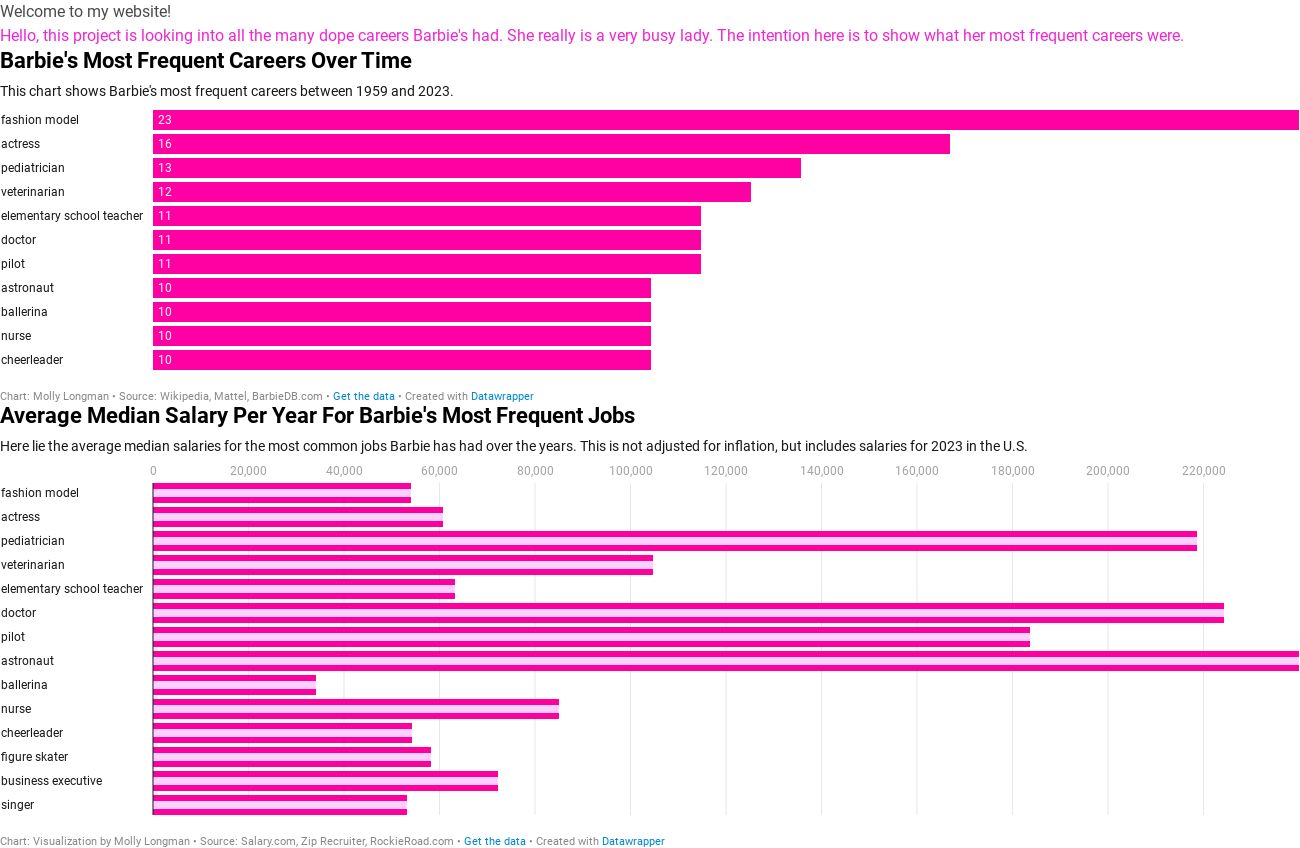 Welcome to my website!
Hello, this project is looking into all the many dope careers Barbie's had. She really is a very busy lady. The intention here is to show what her most frequent careers were.
Barbie's Most Frequent Careers Over Time
This chart shows Barbie's most frequent careers between 1959 and 2023.
fashion model 23
actress 16
pediatrician 13
veterinarian 12
elementary school teacher 11
doctor 11
pilot 11
astronaut 10
ballerina 10
nurse 10
cheerleader 10
Chart: Molly Longman • Source: Wikipedia, Mattel, BarbieDB.com • Get the data • Created with Datawrapper
Average Median Salary Per Year For Barbie's Most Frequent Jobs
Here lie the average median salaries for the most common jobs Barbie has had over the years. This is not adjusted for inflation, but includes salaries for 2023 in the U.S.
0 20,000 40,000 60,000 80,000 100,000 120,000 140,000 160,000 180,000 200,000 220,000
fashion model
actress
pediatrician
veterinarian
elementary school teacher
doctor
pilot
astronaut
ballerina
nurse
cheerleader
figure skater
business executive
singer
Chart: Visualization by Molly Longman • Source: Salary.com, Zip Recruiter, RockieRoad.com • Get the data • Created with Datawrapper